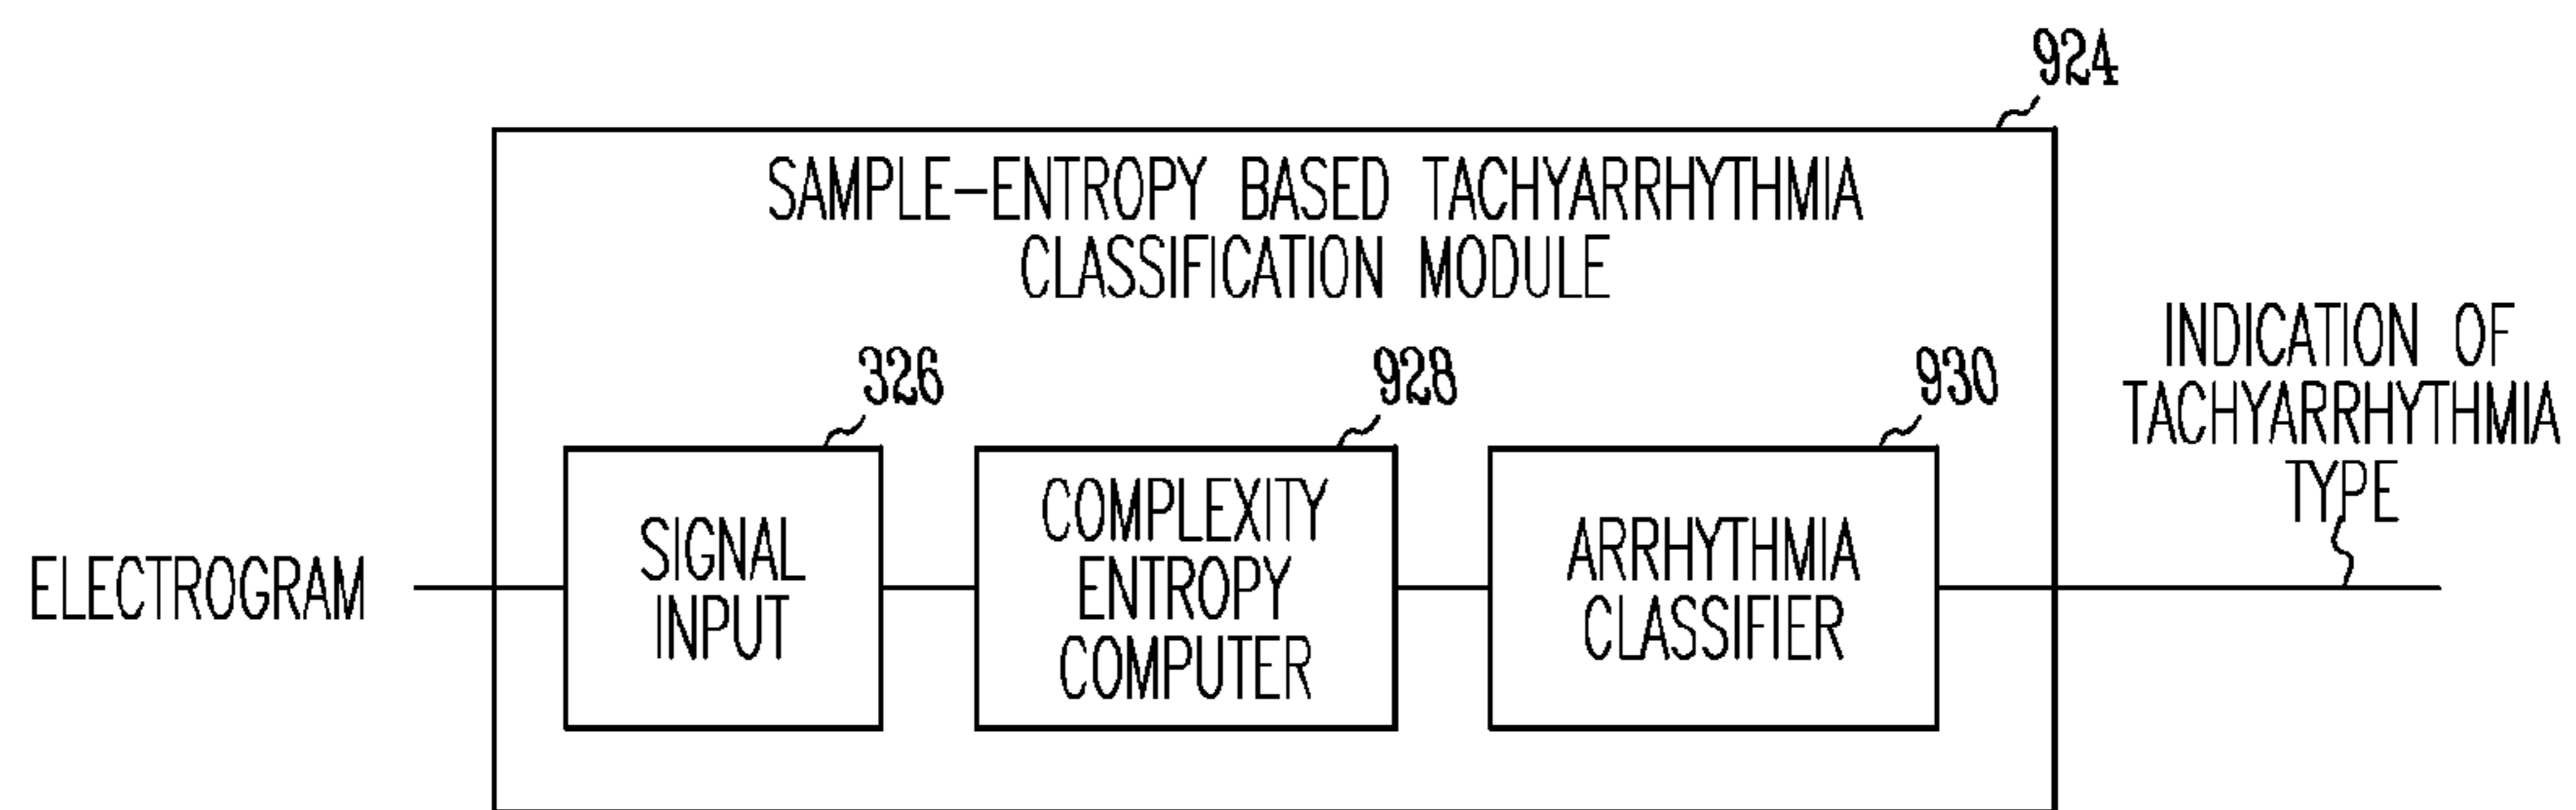 924
SAMPLE-ENTROPY BASED TACHYARRHYTHMIA
CLASSIFICATION MODULE
ELECTROGRAM
326
SIGNAL
INPUT
928
COMPLEXITY
ENTROPY
COMPUTER
930
ARRHYTHMIA
CLASSIFIER
INDICATION OF
TACHYARRHYTHMIA
TYPE